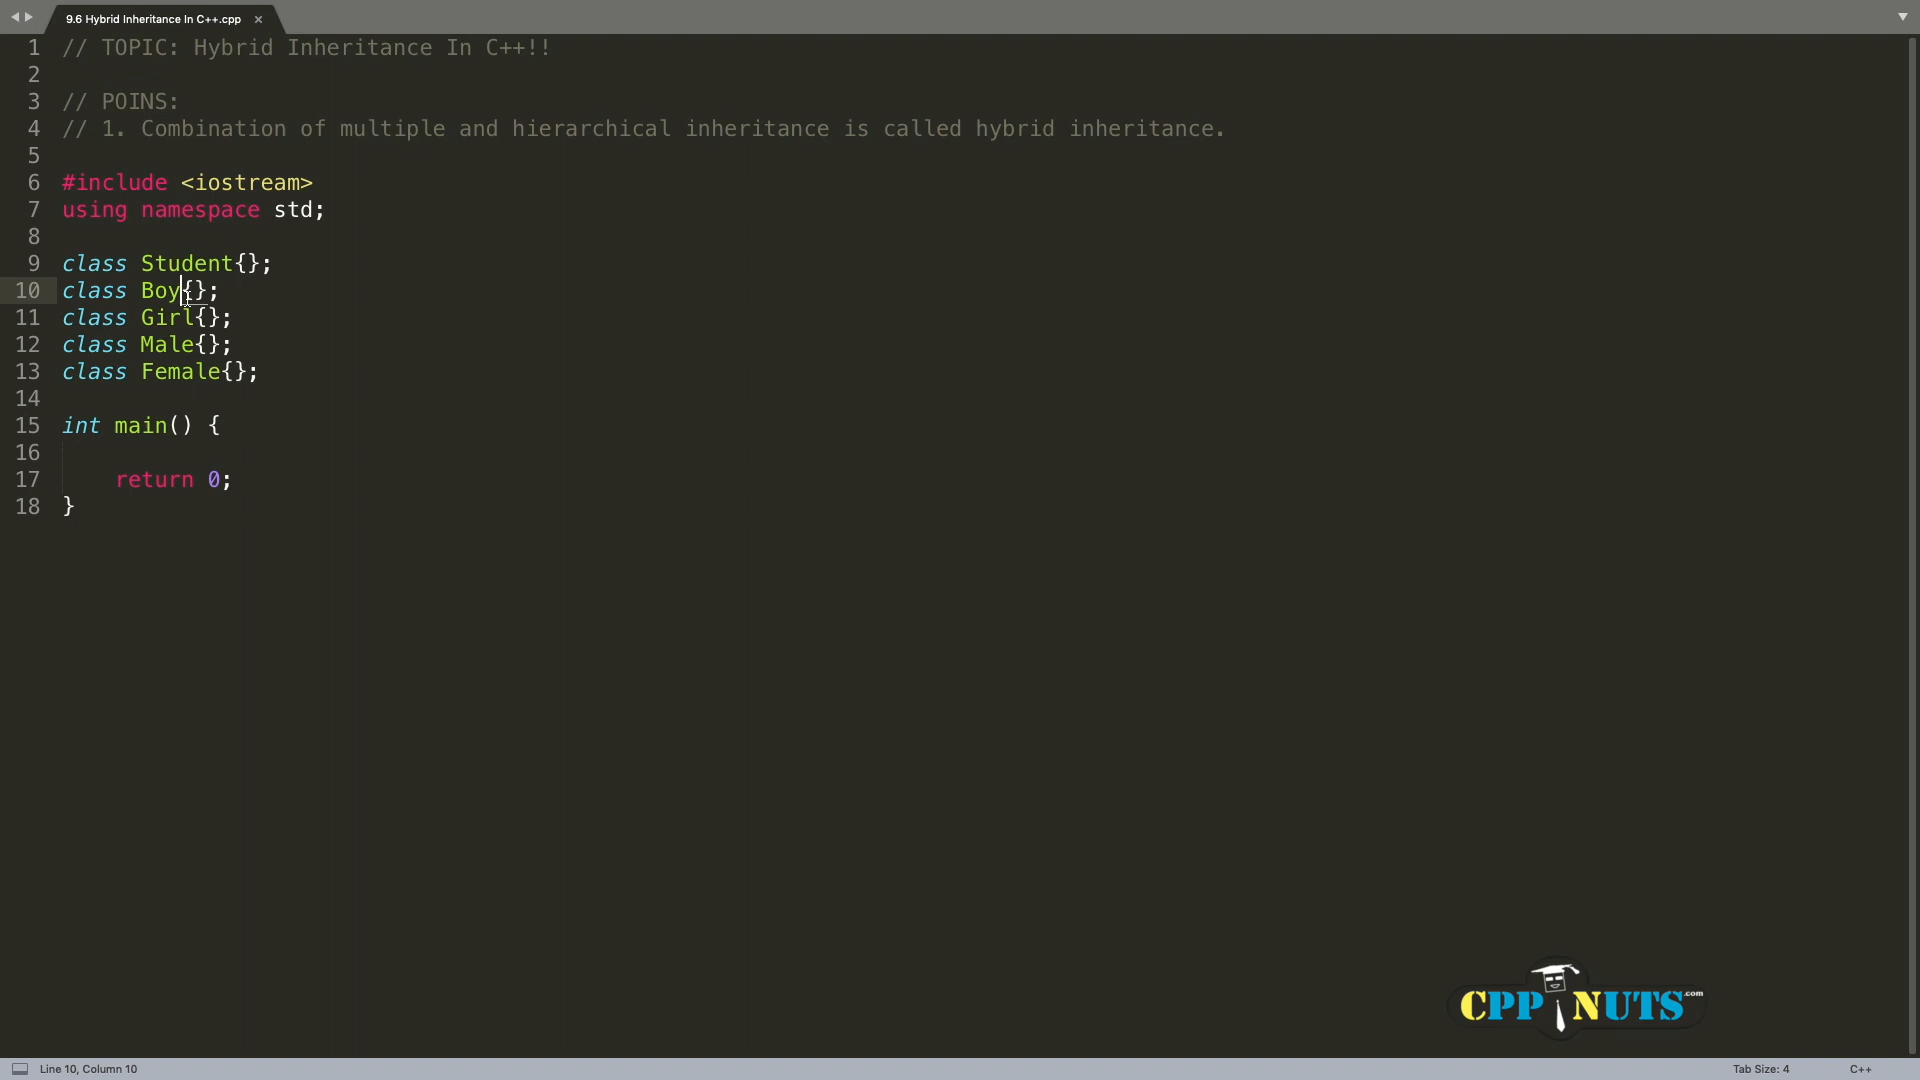 9.6 Hybrid Inheritance In C++.cpp ×
1 // TOPIC: Hybrid Inheritance In C++!!
2
3 // POINS:
4 // 1. Combination of multiple and hierarchical inheritance is called hybrid inheritance.
5
6 #include <iostream>
7 using namespace std;
8
9 class Student{};
10 class Boy{};
11 class Girl{};
12 class Male{};
13 class Female{};
14
15 int main() {
16
17     return 0;
18 }
CPP NUTS .com
Line 10, Column 10 Tab Size: 4 C++